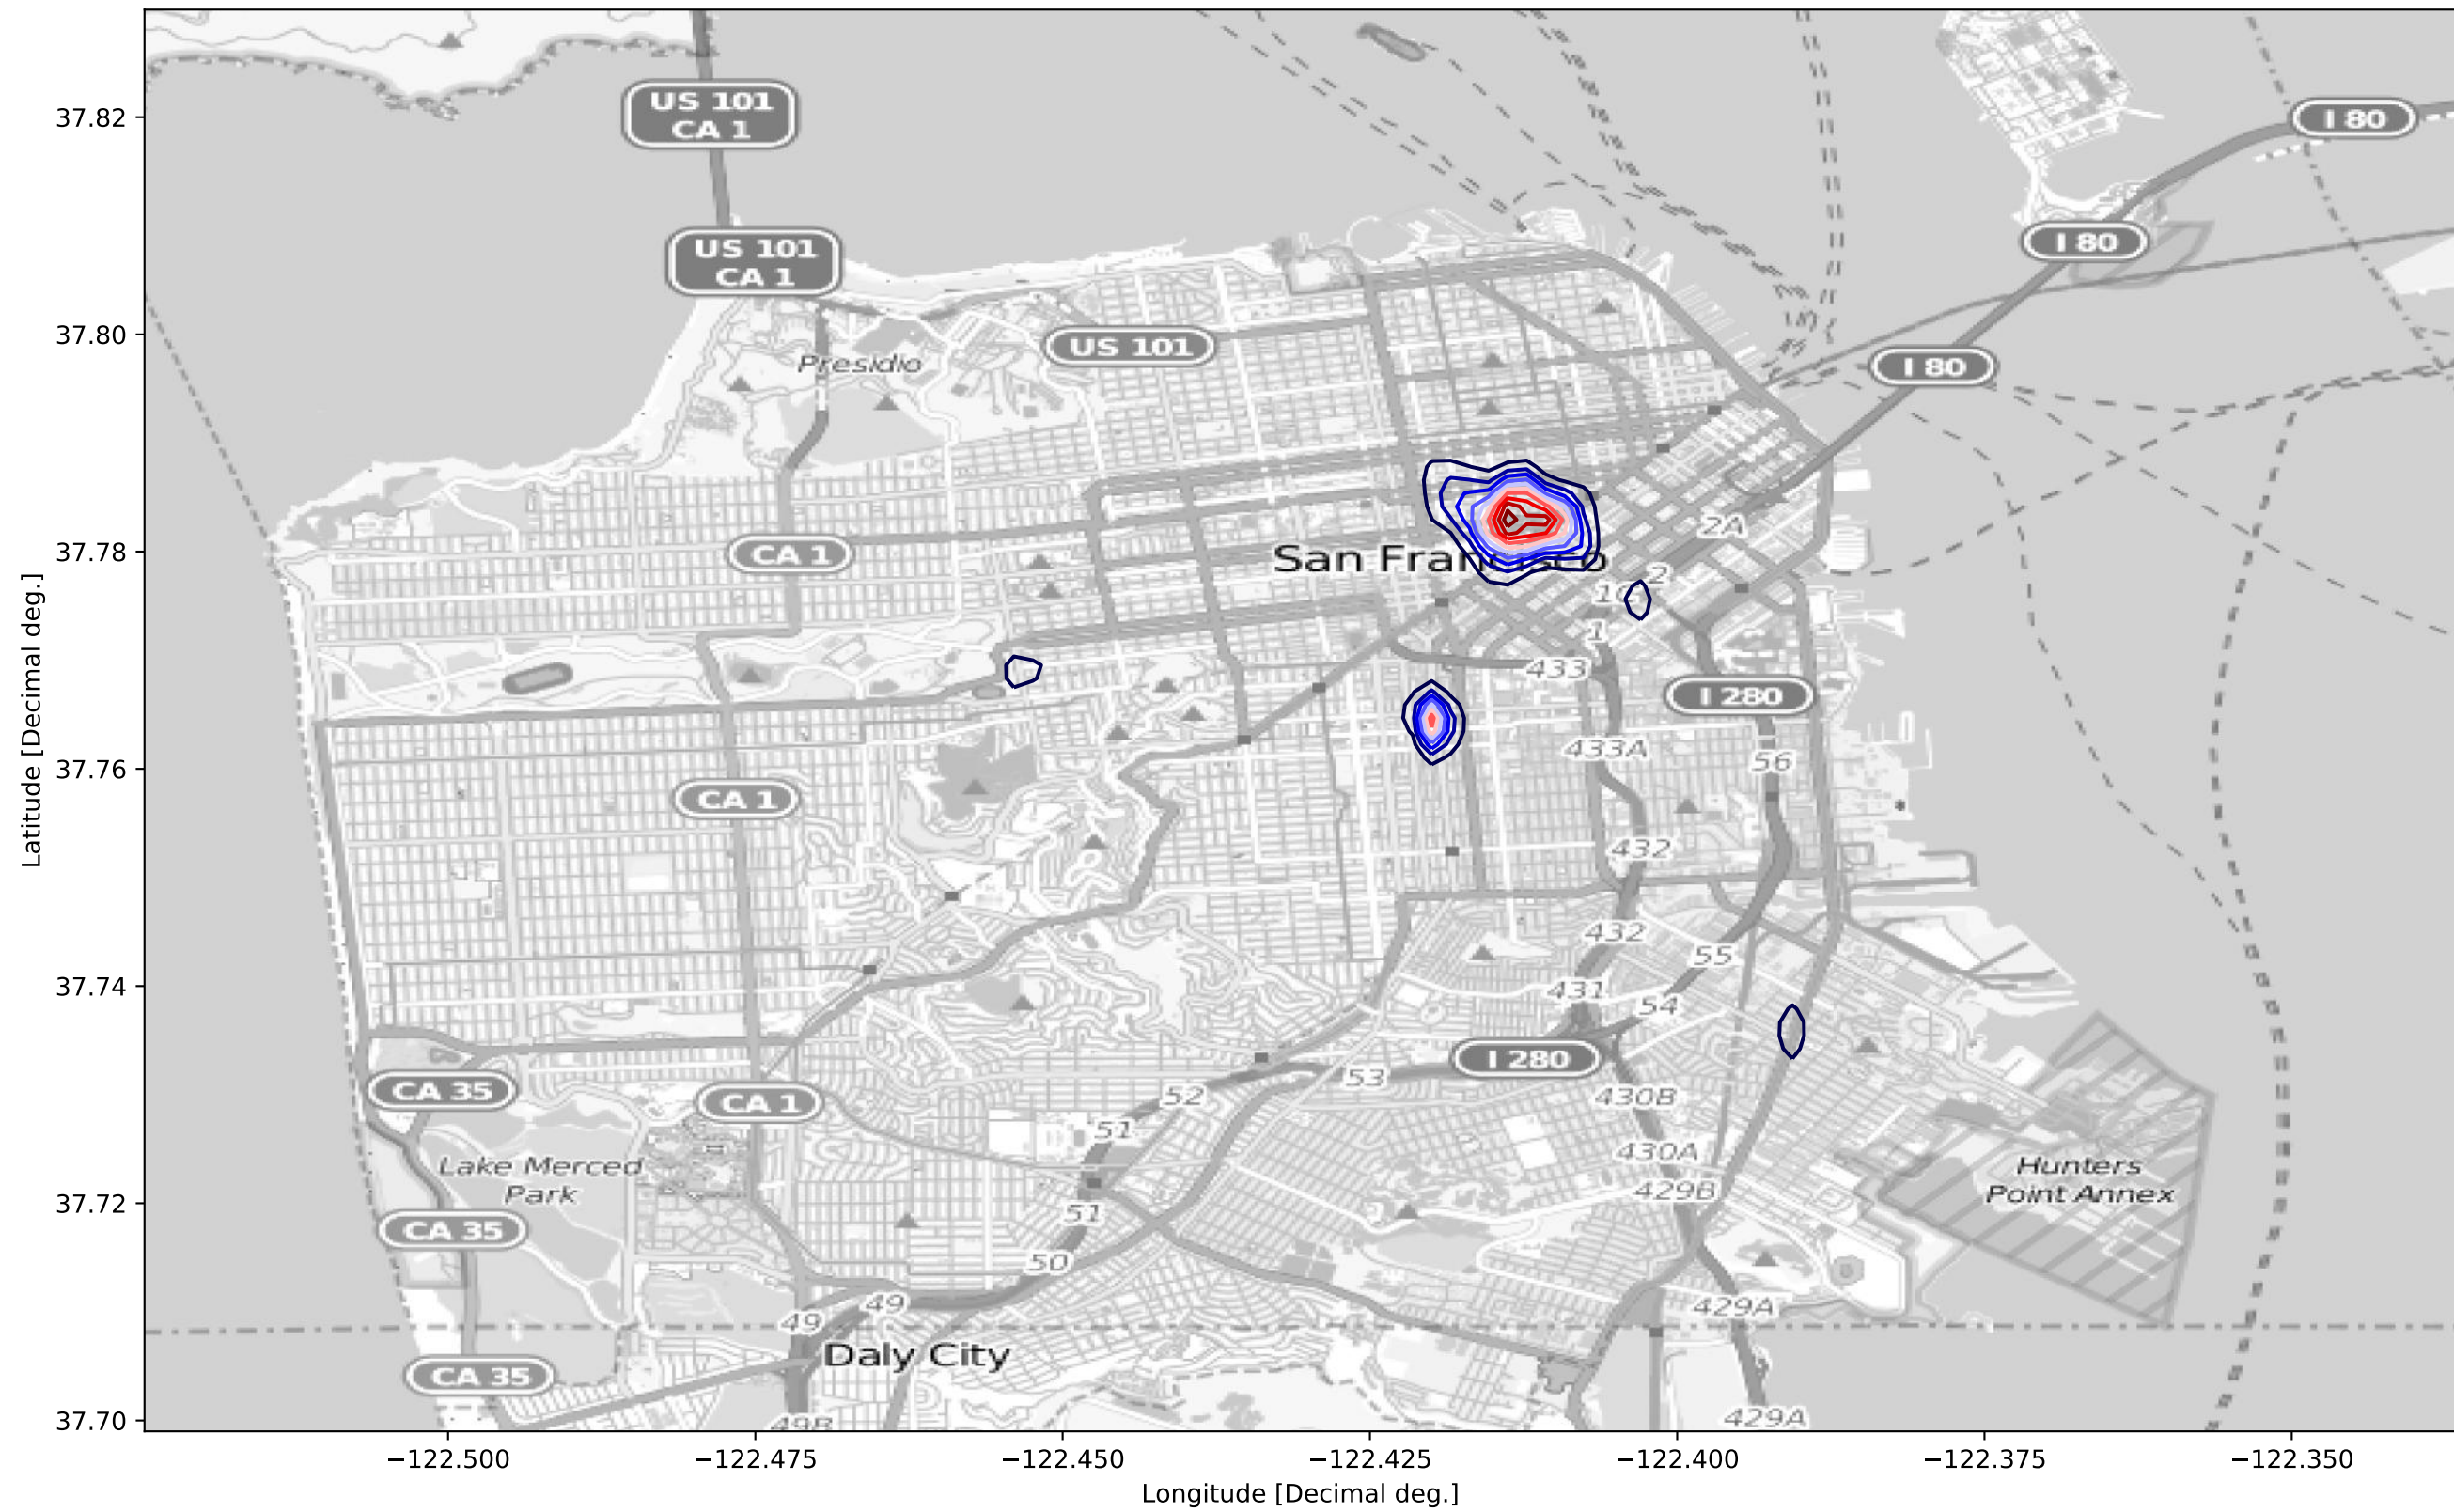 US 101
CA 1
I 80
I 80
US 101
CA 1
US 101
Presidio
I 80
2A
CA 1
San Fran
sco
2
1
433
I 280
433A
56
CA 1
432
432
55
431
54
I 280
53
CA 35
CA 1
52
430B
51
430A
Lake Merced
Park
Hunters
Point Annex
429B
51
CA 35
50
49
429A
49
Daly City
CA 35
49B
429A
37.82
37.80
37.78
37.76
37.74
37.72
37.70
Latitude [Decimal deg.]
−122.500
−122.475
−122.450
−122.425
−122.400
−122.375
−122.350
Longitude [Decimal deg.]